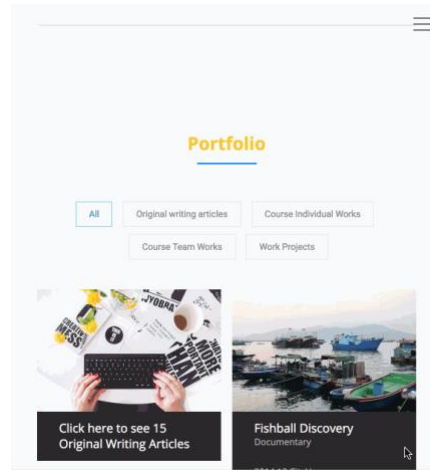 Portfolio
All
Original writing articles
Course Individual Works
Course Team Works
Work Projects
Click here to see 15
Original Writing Articles
Fishball Discovery
Documentary